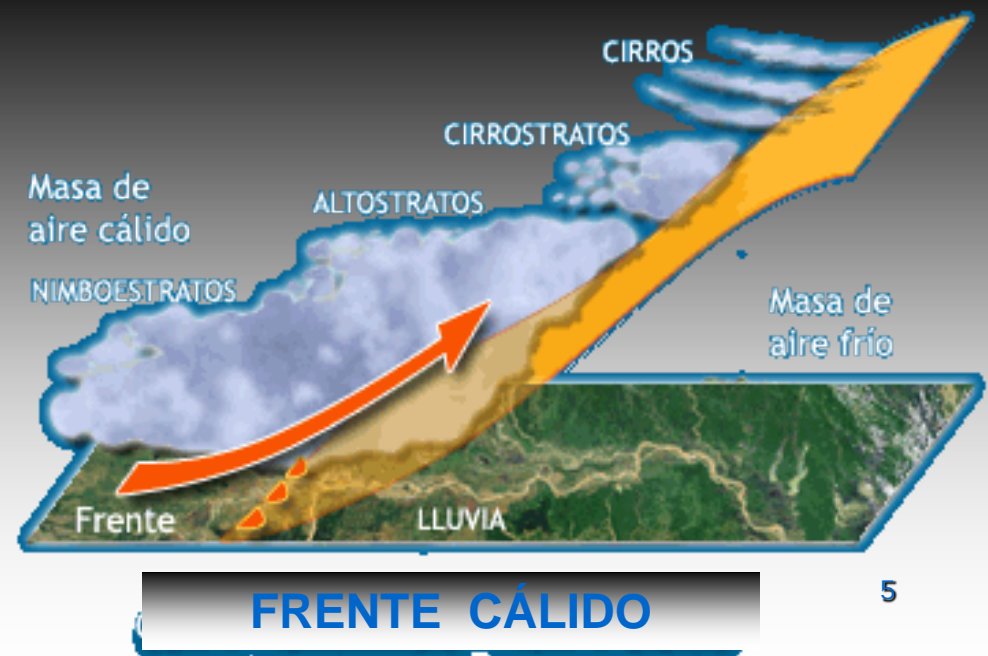 CIRROS
CIRROSTRATOS
Masa de
aire cálido
ALTOSTRATOS
NIMBOESTRATOS
Masa de
aire frío
Frente
LLUVIA
FRENTE CÁLIDO
5